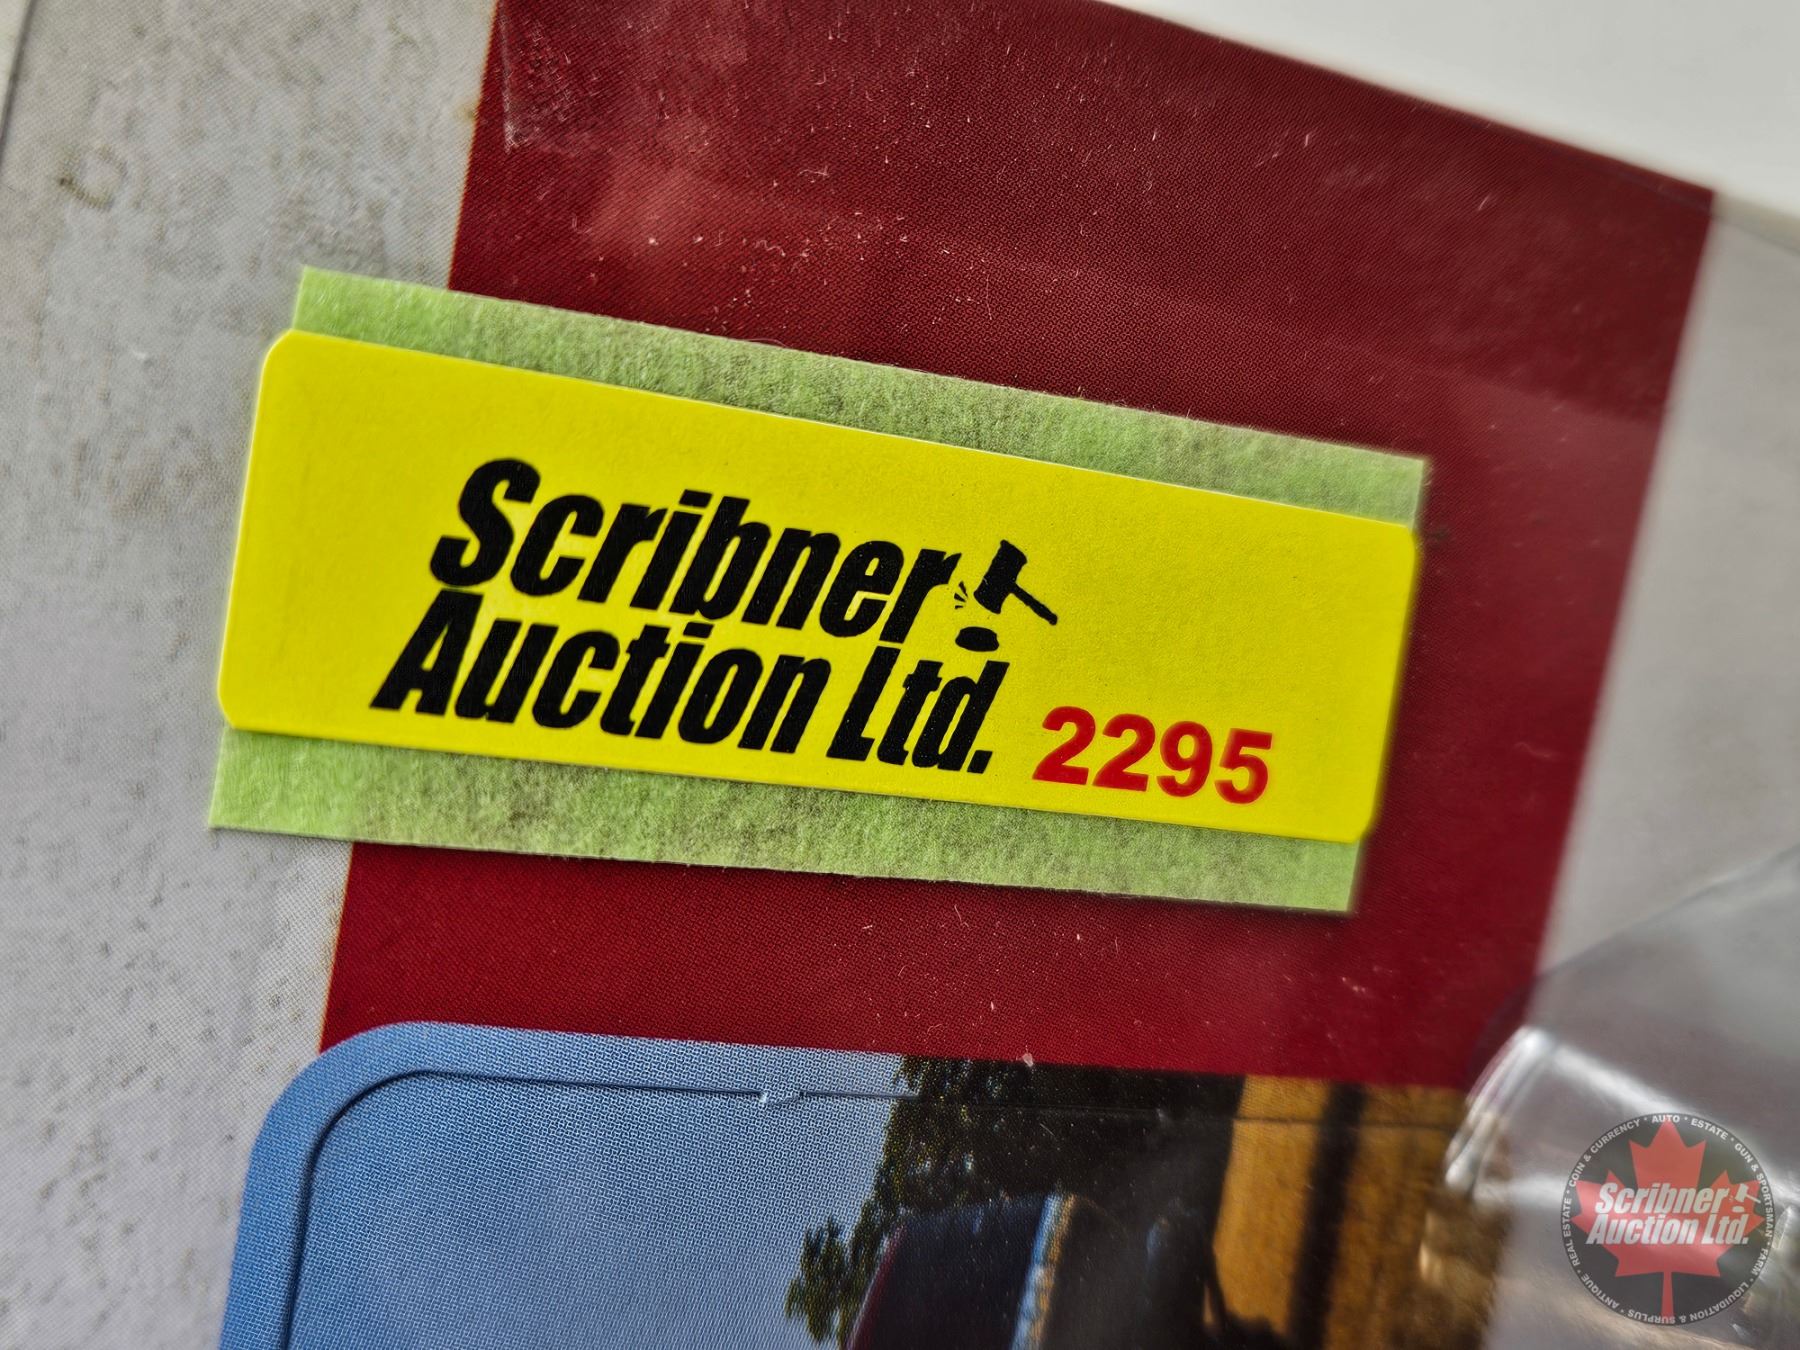 Scribner
Auction Ltd.
2295
COIN & CURRENCY • AUTO • ESTATE • GUN & SPORTSMAN • FARM • LIQUIDATION & SURPLUS • ANTIQUE • REAL ESTATE •
Scribner
Auction Ltd.